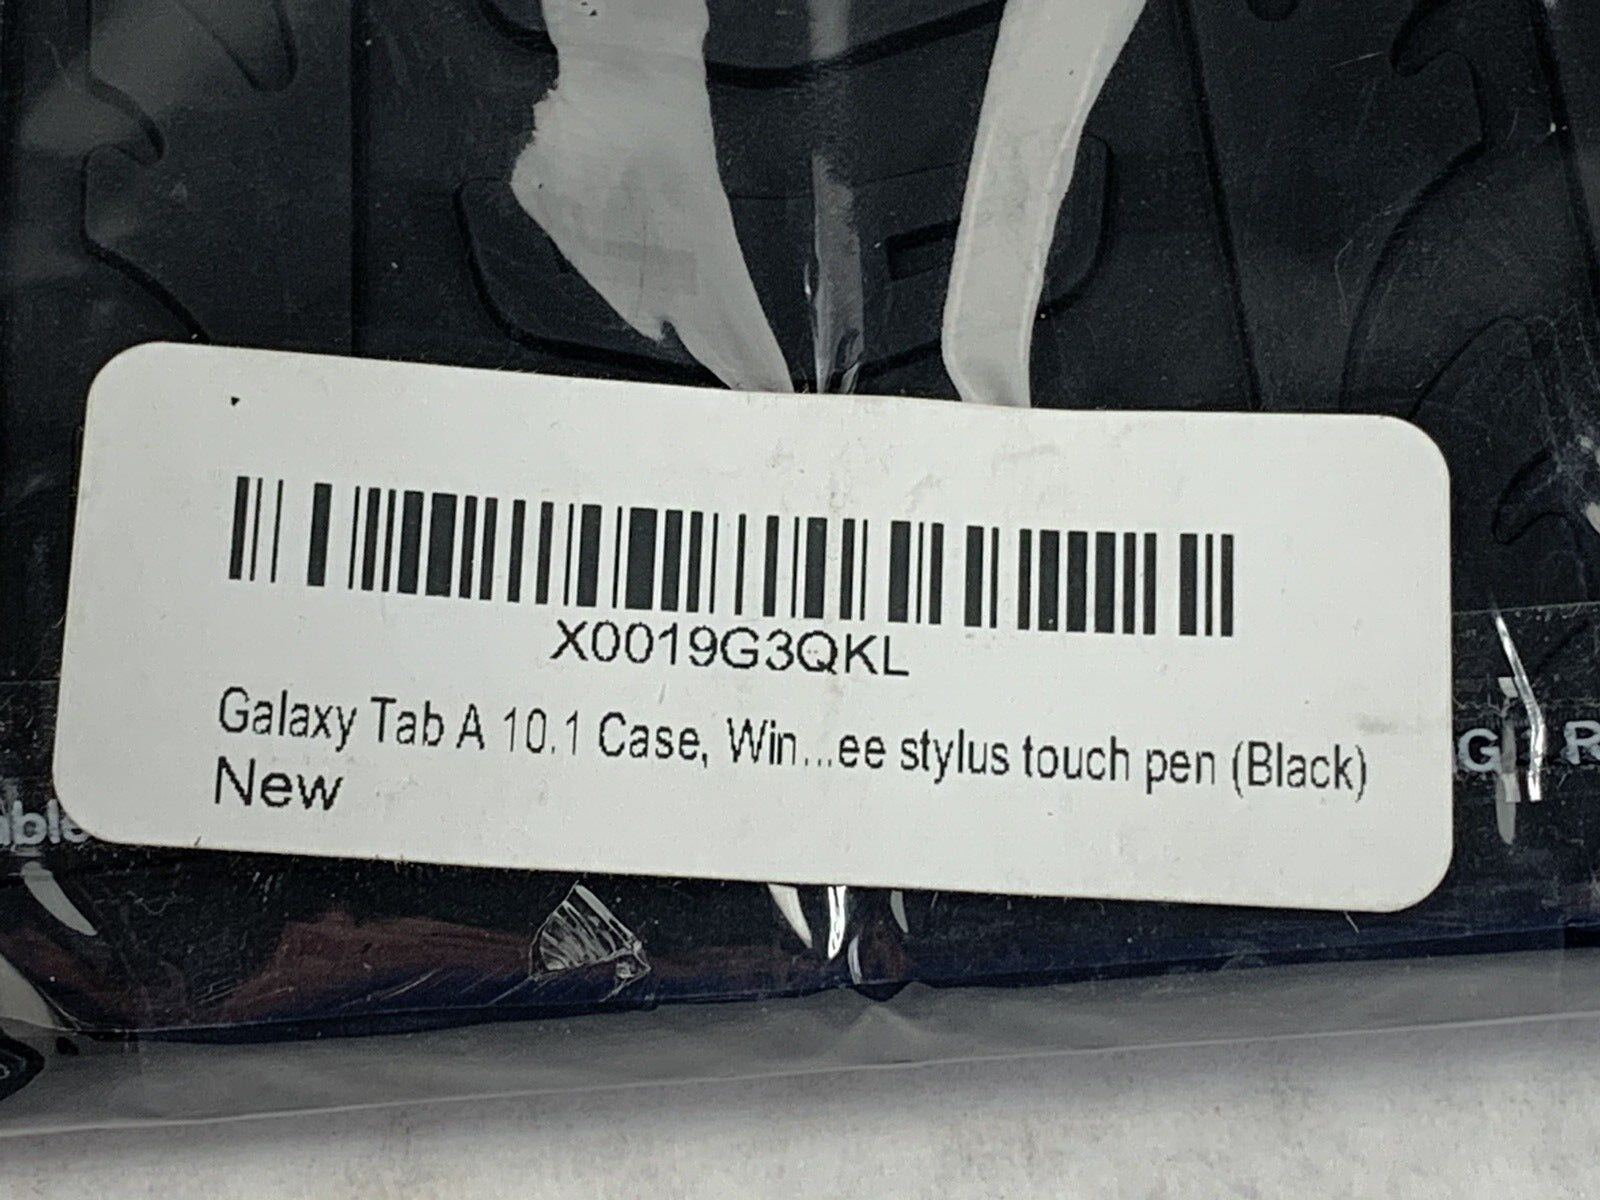 X0019G3QKL
Galaxy Tab A 10.1 Case, Win...ee stylus touch pen (Black)
New